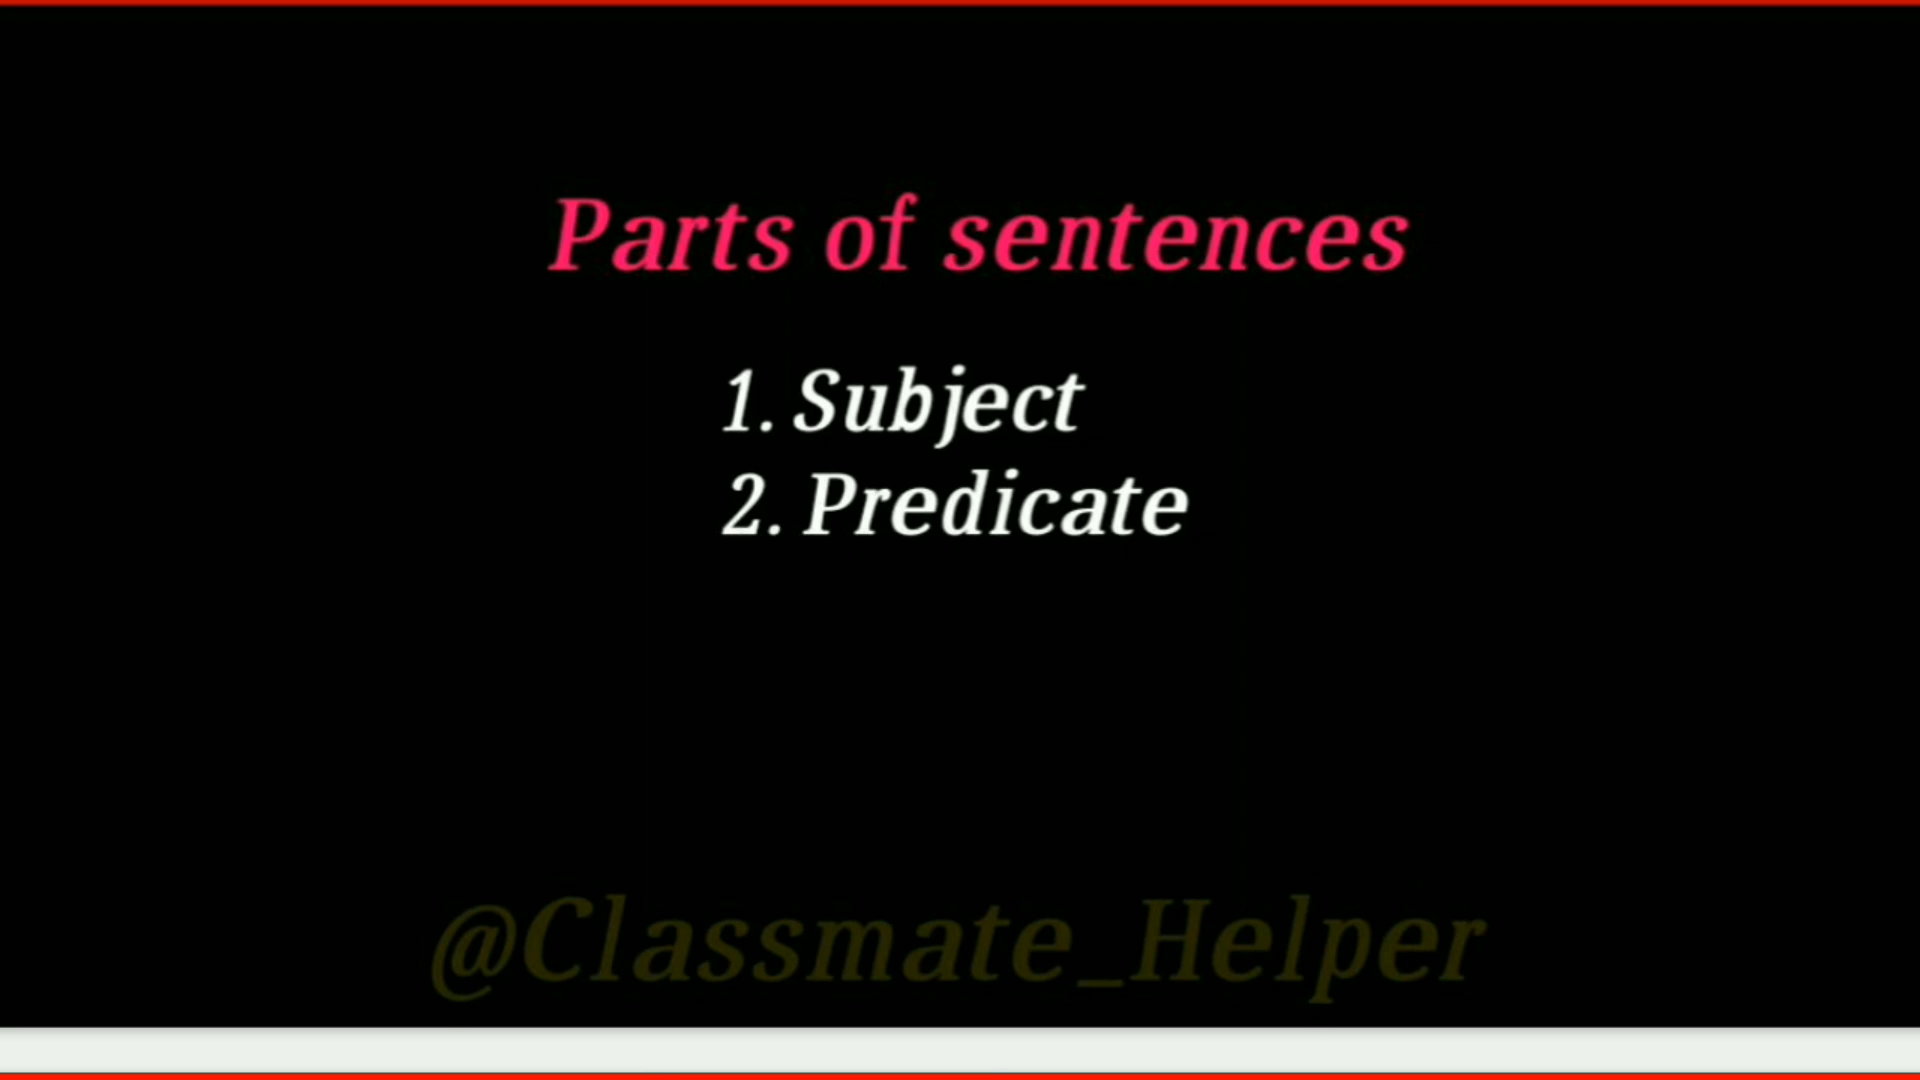 Parts of sentences
1. Subject
2. Predicate
@Classmate_Helper